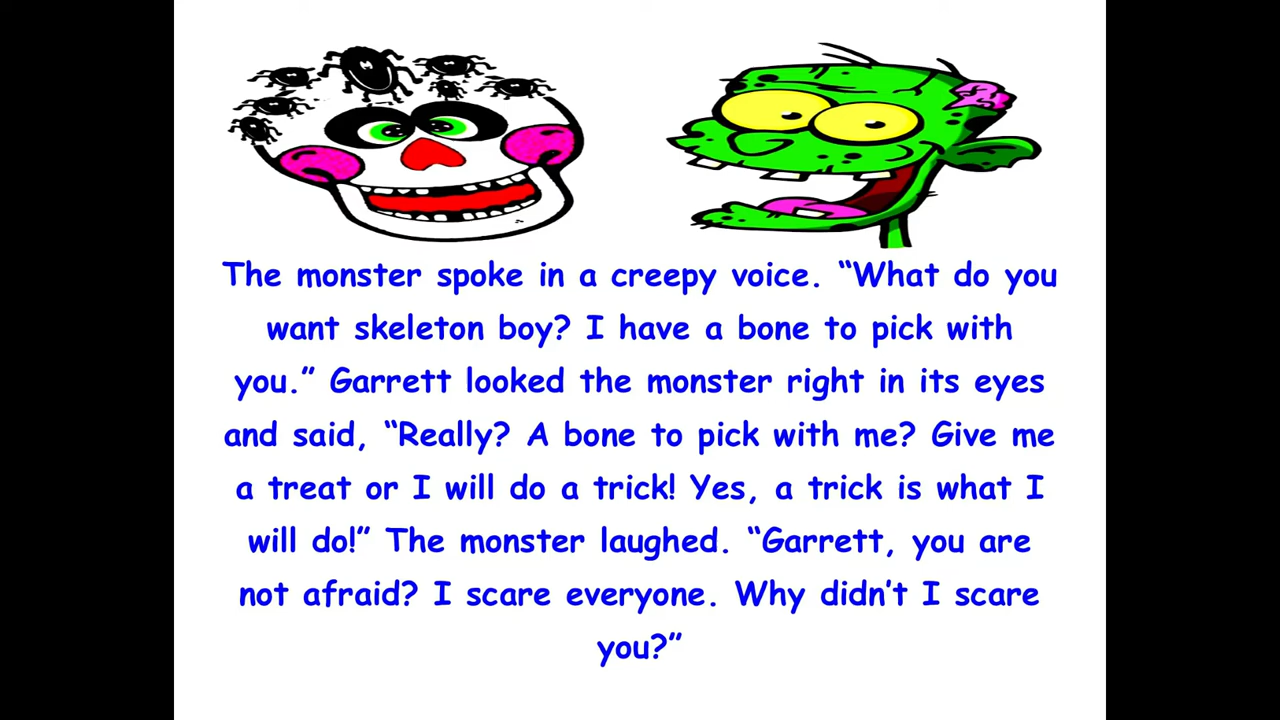 The monster spoke in a creepy voice. “What do you
want skeleton boy? I have a bone to pick with
you.” Garrett looked the monster right in its eyes
and said, “Really? A bone to pick with me? Give me
a treat or I will do a trick! Yes, a trick is what I
will do!” The monster laughed. “Garrett, you are
not afraid? I scare everyone. Why didn’t I scare
you?”